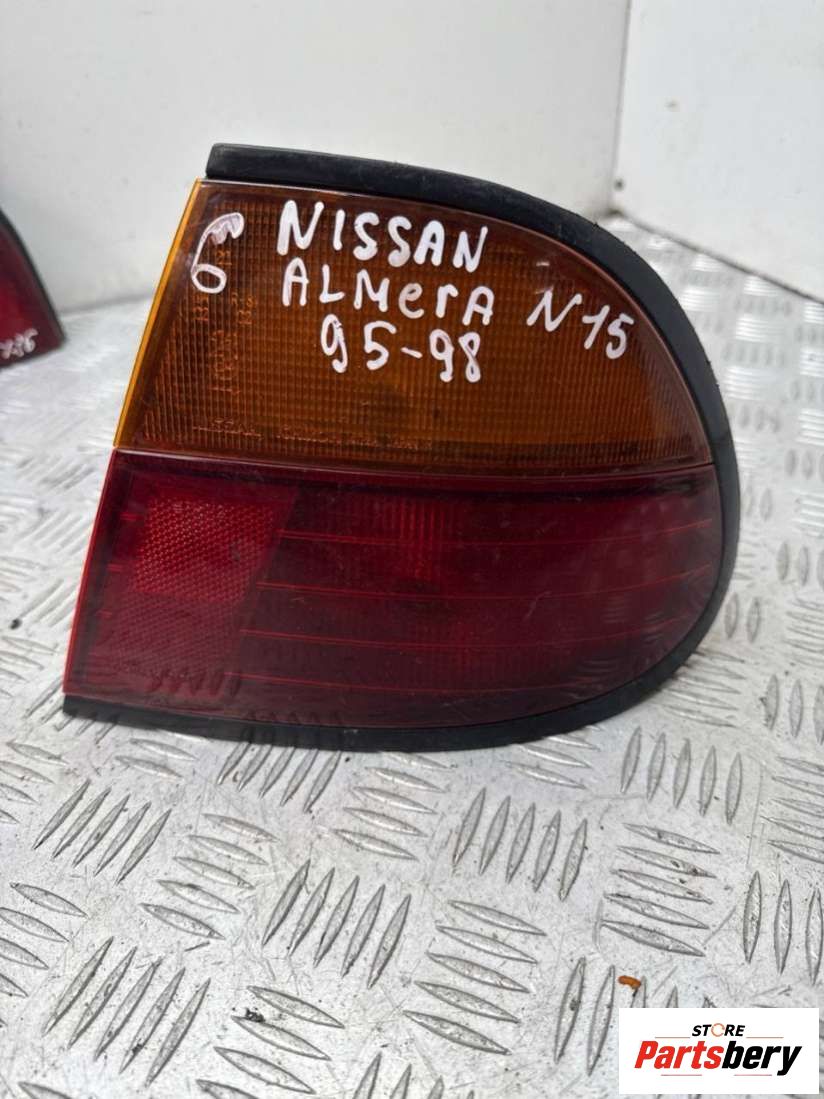 6 NISSAN
ALMERA N15
95-98
STORE
Partsbery